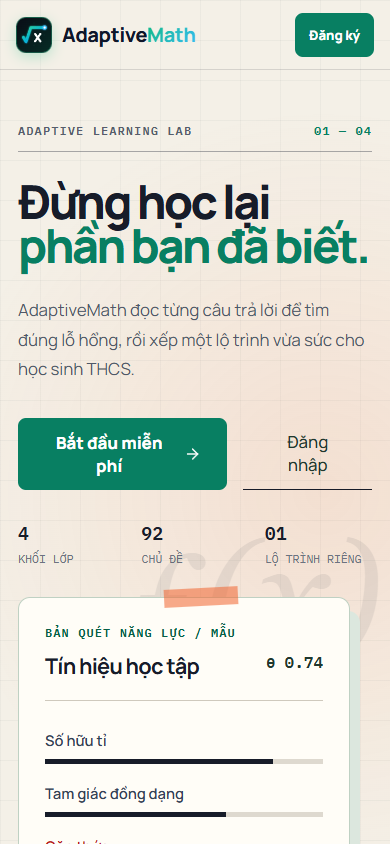 √x AdaptiveMath
Đăng ký
ADAPTIVE LEARNING LAB
01 — 04
Đừng học lại
phần bạn đã biết.
AdaptiveMath đọc từng câu trả lời để tìm
đúng lỗ hổng, rồi xếp một lộ trình vừa sức cho
học sinh THCS.
Bắt đầu miễn
phí →
Đăng
nhập
4
KHỐI LỚP
92
CHỦ ĐỀ
01
LỘ TRÌNH RIÊNG
f(x)
BẢN QUÉT NĂNG LỰC / MẪU
Tín hiệu học tập
θ 0.74
Số hữu tỉ
Tam giác đồng dạng